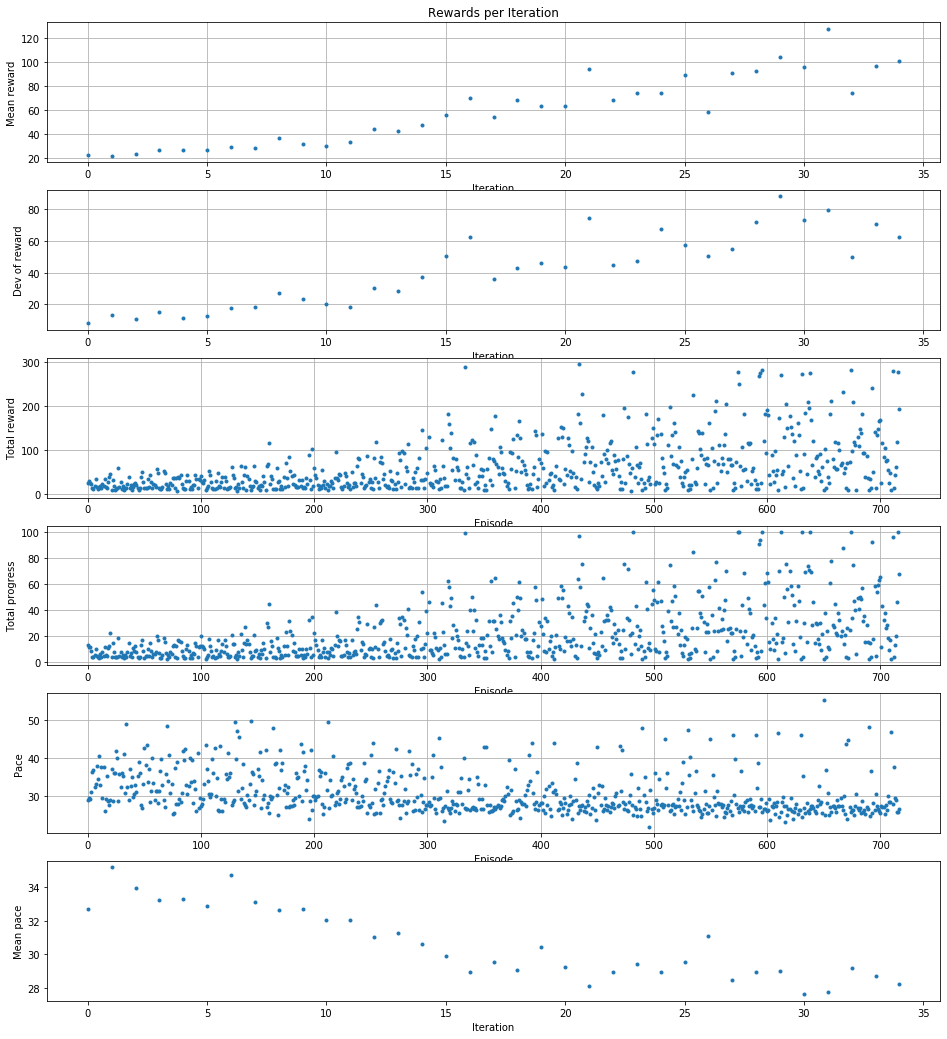 Rewards per Iteration
Mean reward
120
100
80
60
40
20
0 5 10 15 20 25 30 35
Iteration
Dev of reward
80
60
40
20
0 5 10 15 20 25 30 35
Iteration
Total reward
300
200
100
0
0 100 200 300 400 500 600 700
Episode
Total progress
100
80
60
40
20
0
0 100 200 300 400 500 600 700
Episode
Pace
50
40
30
0 100 200 300 400 500 600 700
Episode
Mean pace
34
32
30
28
0 5 10 15 20 25 30 35
Iteration